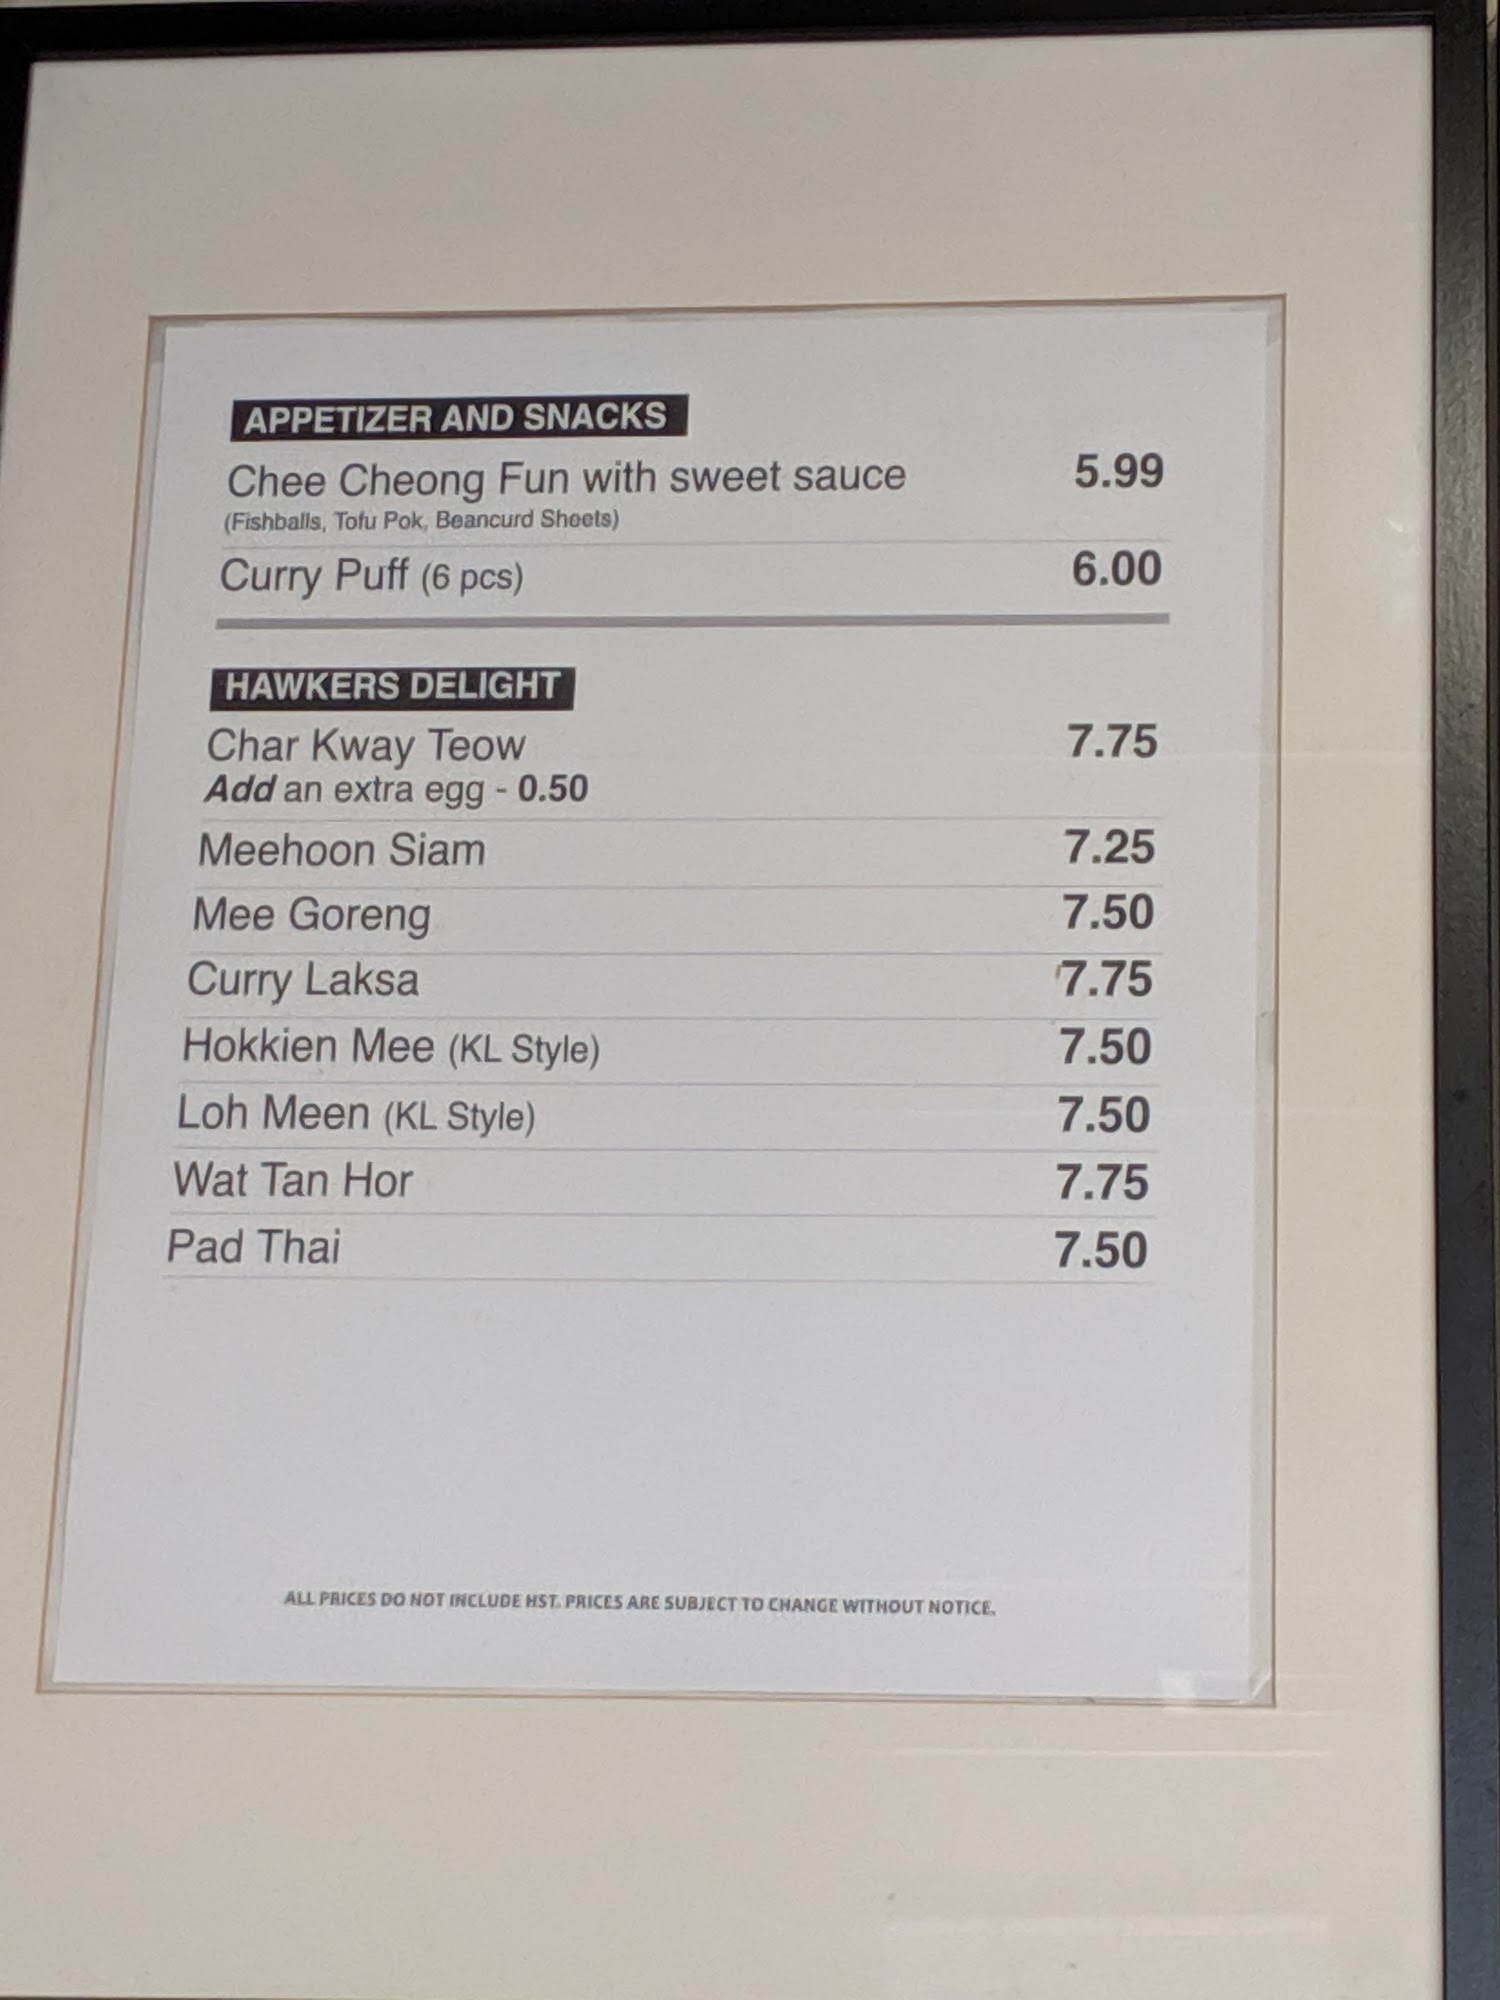 APPETIZER AND SNACKS
Chee Cheong Fun with sweet sauce 5.99
(Fishballs, Tofu Pok, Beancurd Sheets)
Curry Puff (6 pcs) 6.00
HAWKERS DELIGHT
Char Kway Teow 7.75
Add an extra egg - 0.50
Meehoon Siam 7.25
Mee Goreng 7.50
Curry Laksa 7.75
Hokkien Mee (KL Style) 7.50
Loh Meen (KL Style) 7.50
Wat Tan Hor 7.75
Pad Thai 7.50
ALL PRICES DO NOT INCLUDE HST. PRICES ARE SUBJECT TO CHANGE WITHOUT NOTICE.